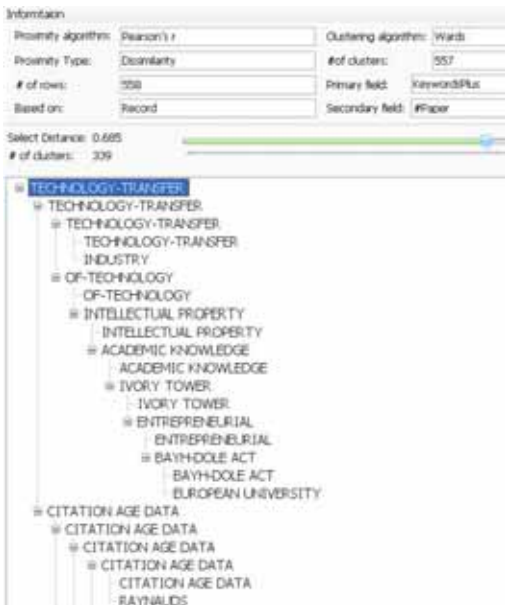 Informtaion
Proximity algorithm: Pearson's r Clustering algorithm: Wards
Proximity Type: Dissimilarity #of clusters: 557
# of rows: 558 Primary field: KeywordsPlus
Based on: Record Secondary field: #Paper
Select Distance: 0.685
# of clusters: 339
TECHNOLOGY-TRANSFER
TECHNOLOGY-TRANSFER
TECHNOLOGY-TRANSFER
TECHNOLOGY-TRANSFER
INDUSTRY
OF-TECHNOLOGY
OF-TECHNOLOGY
INTELLECTUAL PROPERTY
INTELLECTUAL PROPERTY
ACADEMIC KNOWLEDGE
ACADEMIC KNOWLEDGE
IVORY TOWER
IVORY TOWER
ENTREPRENEURIAL
ENTREPRENEURIAL
BAYH-DOLE ACT
BAYH-DOLE ACT
EUROPEAN UNIVERSITY
CITATION AGE DATA
CITATION AGE DATA
CITATION AGE DATA
CITATION AGE DATA
CITATION AGE DATA
RAYNAUDS